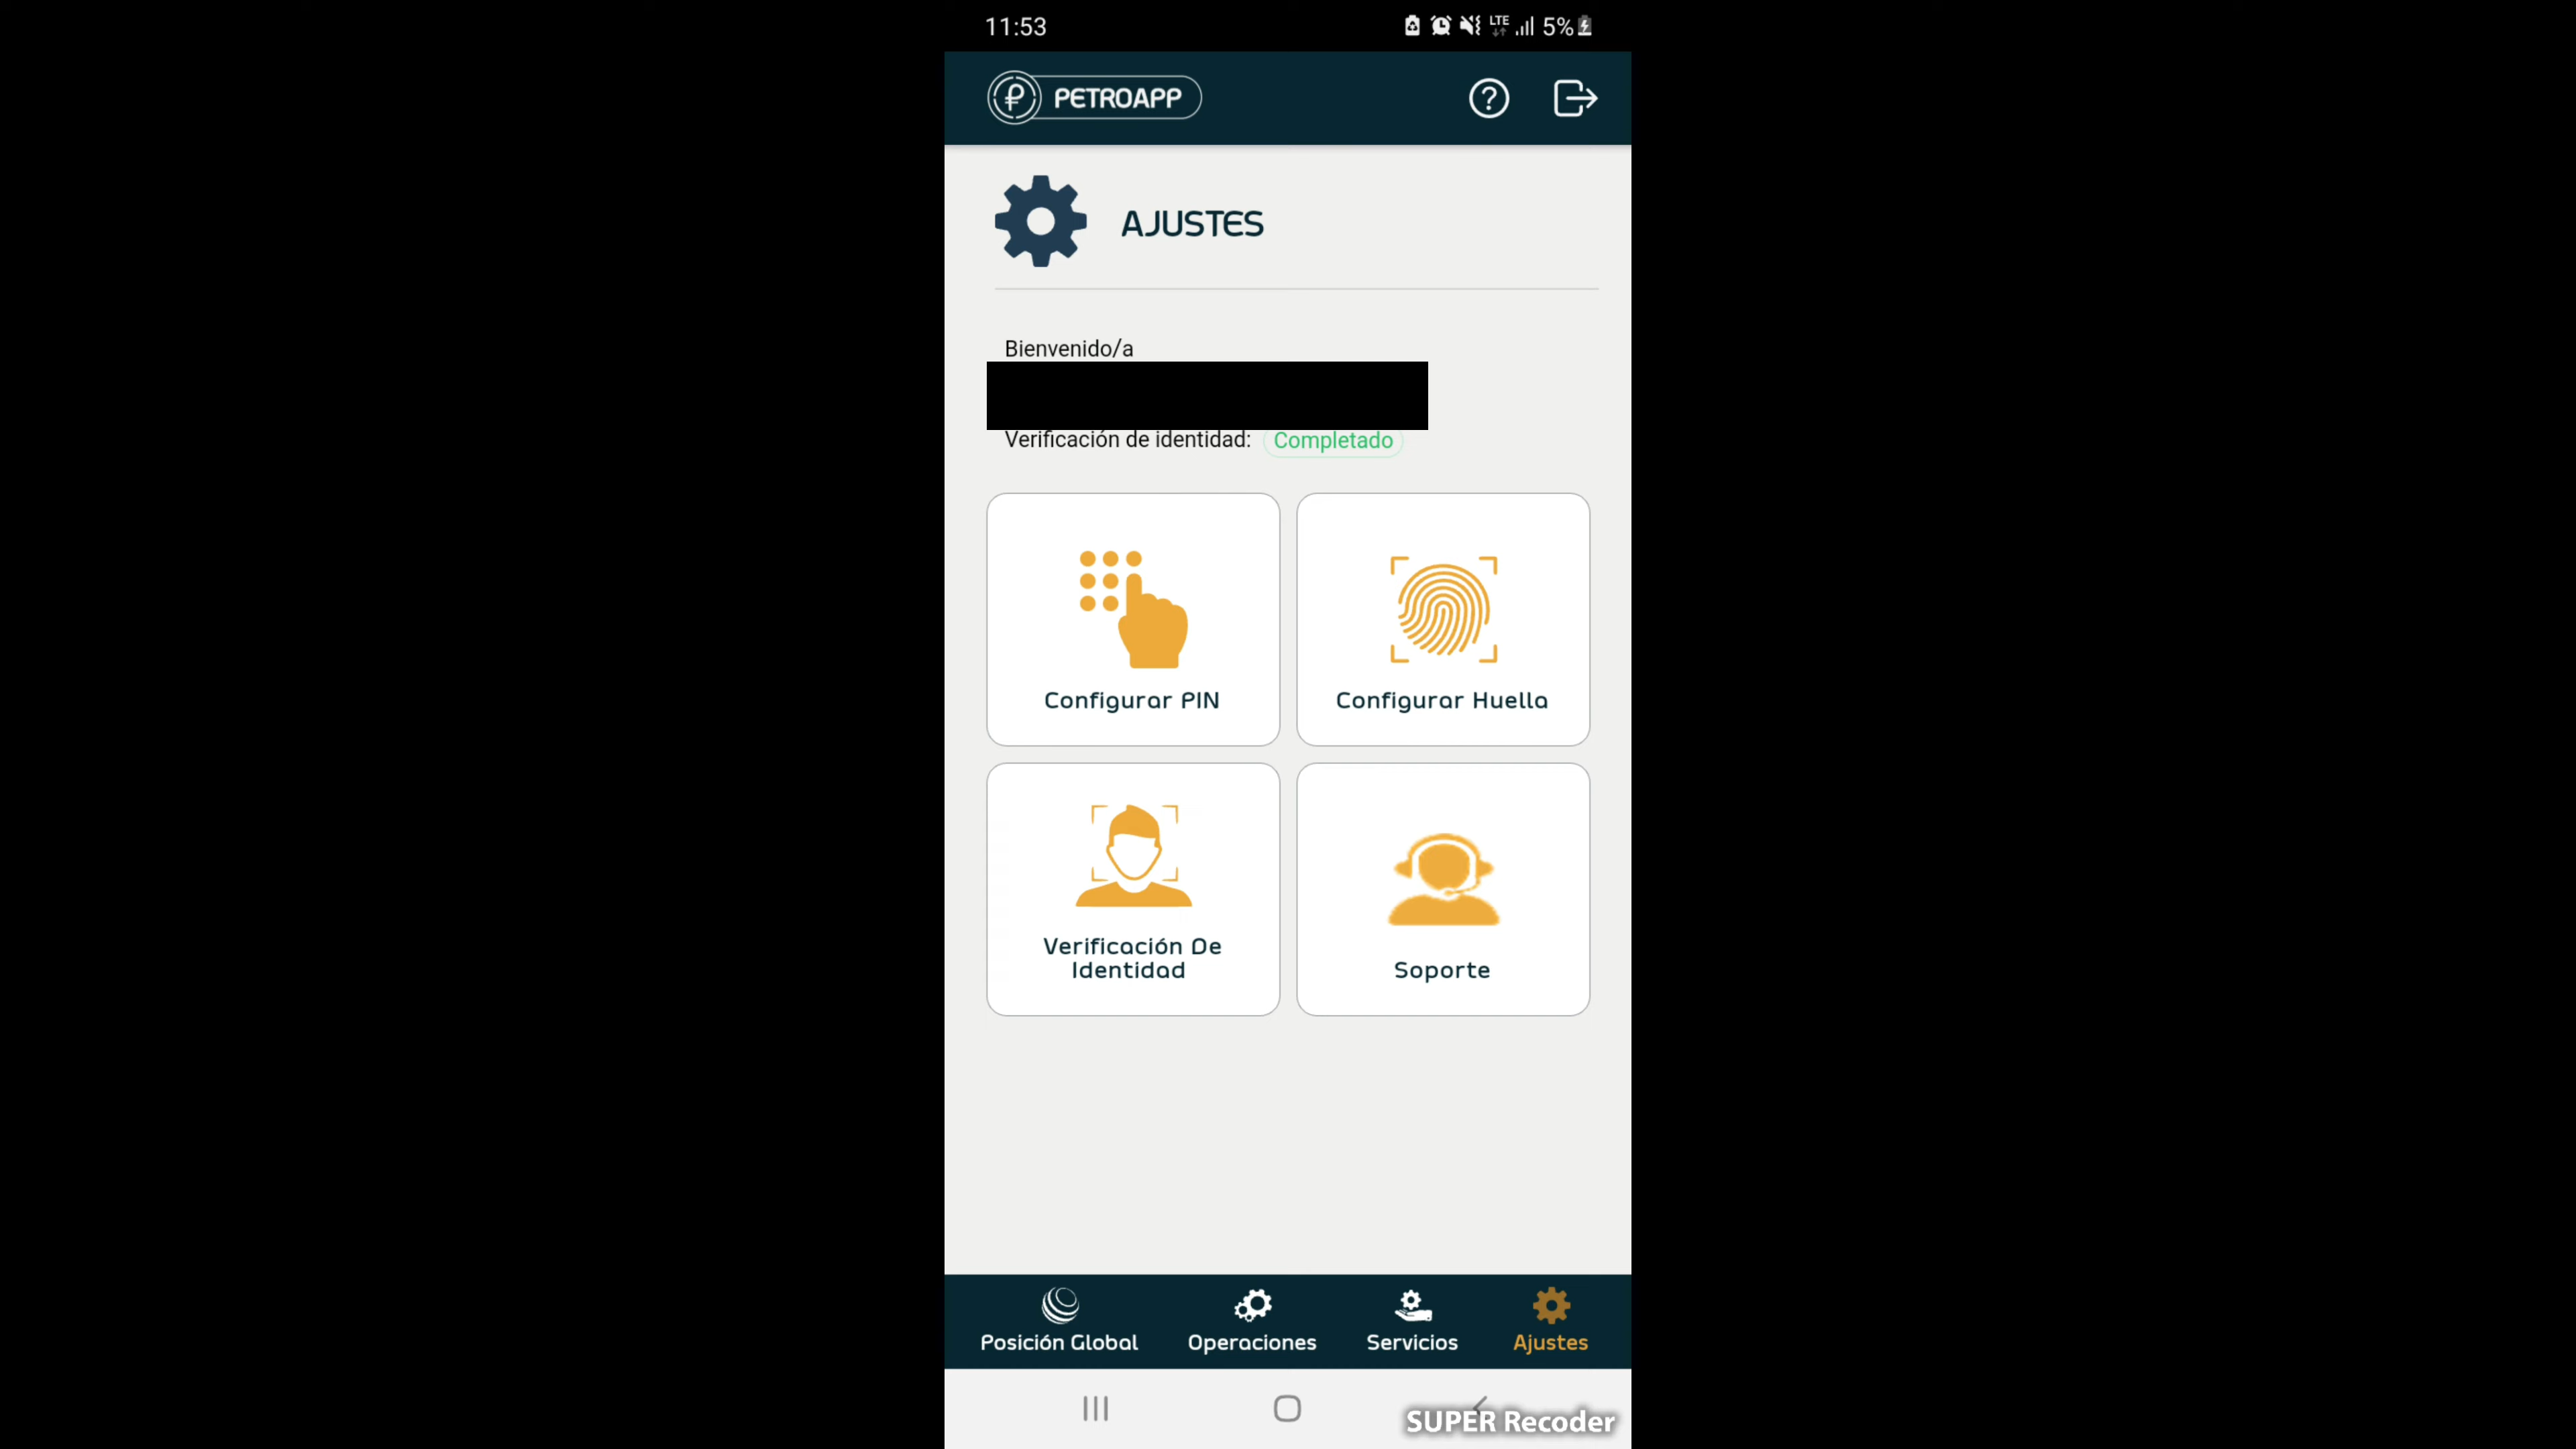 11:53
LTE
5%
PETROAPP
?
AJUSTES
Bienvenido/a
Verificación de identidad: Completado
Configurar PIN
Configurar Huella
Verificación De
Identidad
Soporte
Posición Global
Operaciones
Servicios
Ajustes
SUPER Recoder